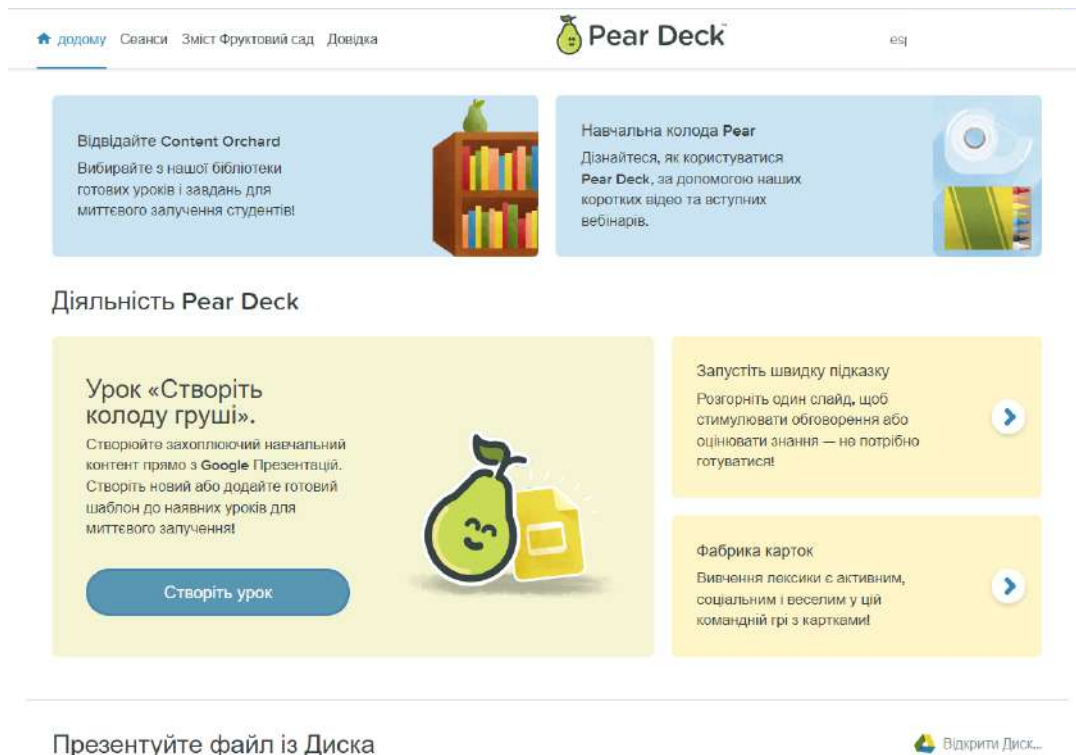 додому Сеанси Зміст Фруктовий сад Довідка
Pear Deck
Відвідайте Content Orchard
Вибирайте з нашої бібліотеки
готових уроків і завдань для
миттєвого залучення студентів!
Навчальна колода Pear
Дізнайтеся, як користуватися
Pear Deck, за допомогою наших
коротких відео та вступних
вебінарів.
Діяльність Pear Deck
Урок «Створіть
колоду груші».
Створюйте захоплюючий навчальний
контент прямо з Google Презентацій.
Створіть новий або додайте готовий
шаблон до наявних уроків для
миттєвого залучення!
Створіть урок
Запустіть швидку підказку
Розгорніть один слайд, щоб
стимулювати обговорення або
оцінювати знання — не потрібно
готуватися!
Фабрика карток
Вивчення лексики є активним,
соціальним і веселим у цій
командній грі з картками!
Презентуйте файл із Диска
Відкрити Диск...